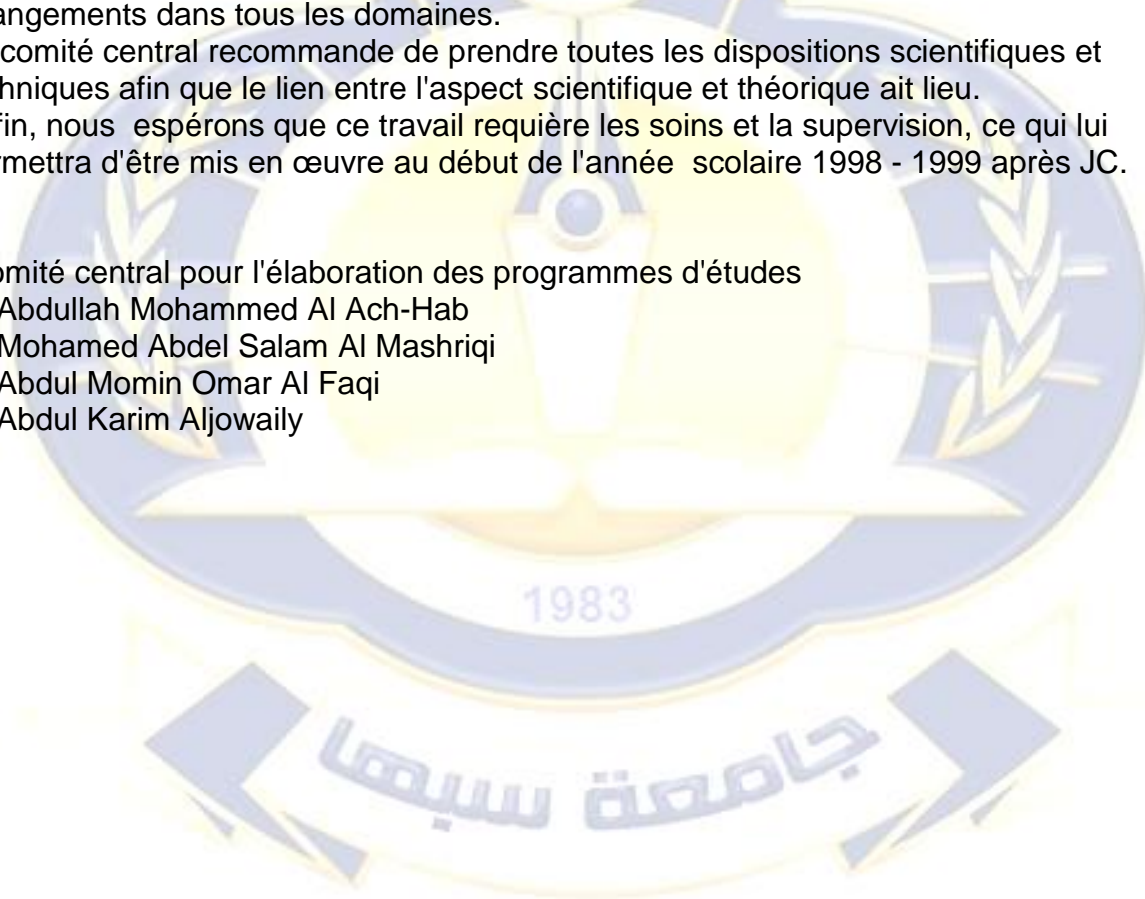 angements dans tous les domaines.
comité central recommande de prendre toutes les dispositions scientifiques et
hniques afin que le lien entre l'aspect scientifique et théorique ait lieu.
fin, nous  espérons que ce travail requière les soins et la supervision, ce qui lui
rmettra d'être mis en œuvre au début de l'année  scolaire 1998 - 1999 après JC.
omité central pour l'élaboration des programmes d'études
Abdullah Mohammed Al Ach-Hab
Mohamed Abdel Salam Al Mashriqi
Abdul Momin Omar Al Faqi
Abdul Karim Aljowaily
1983
جامعة سبها